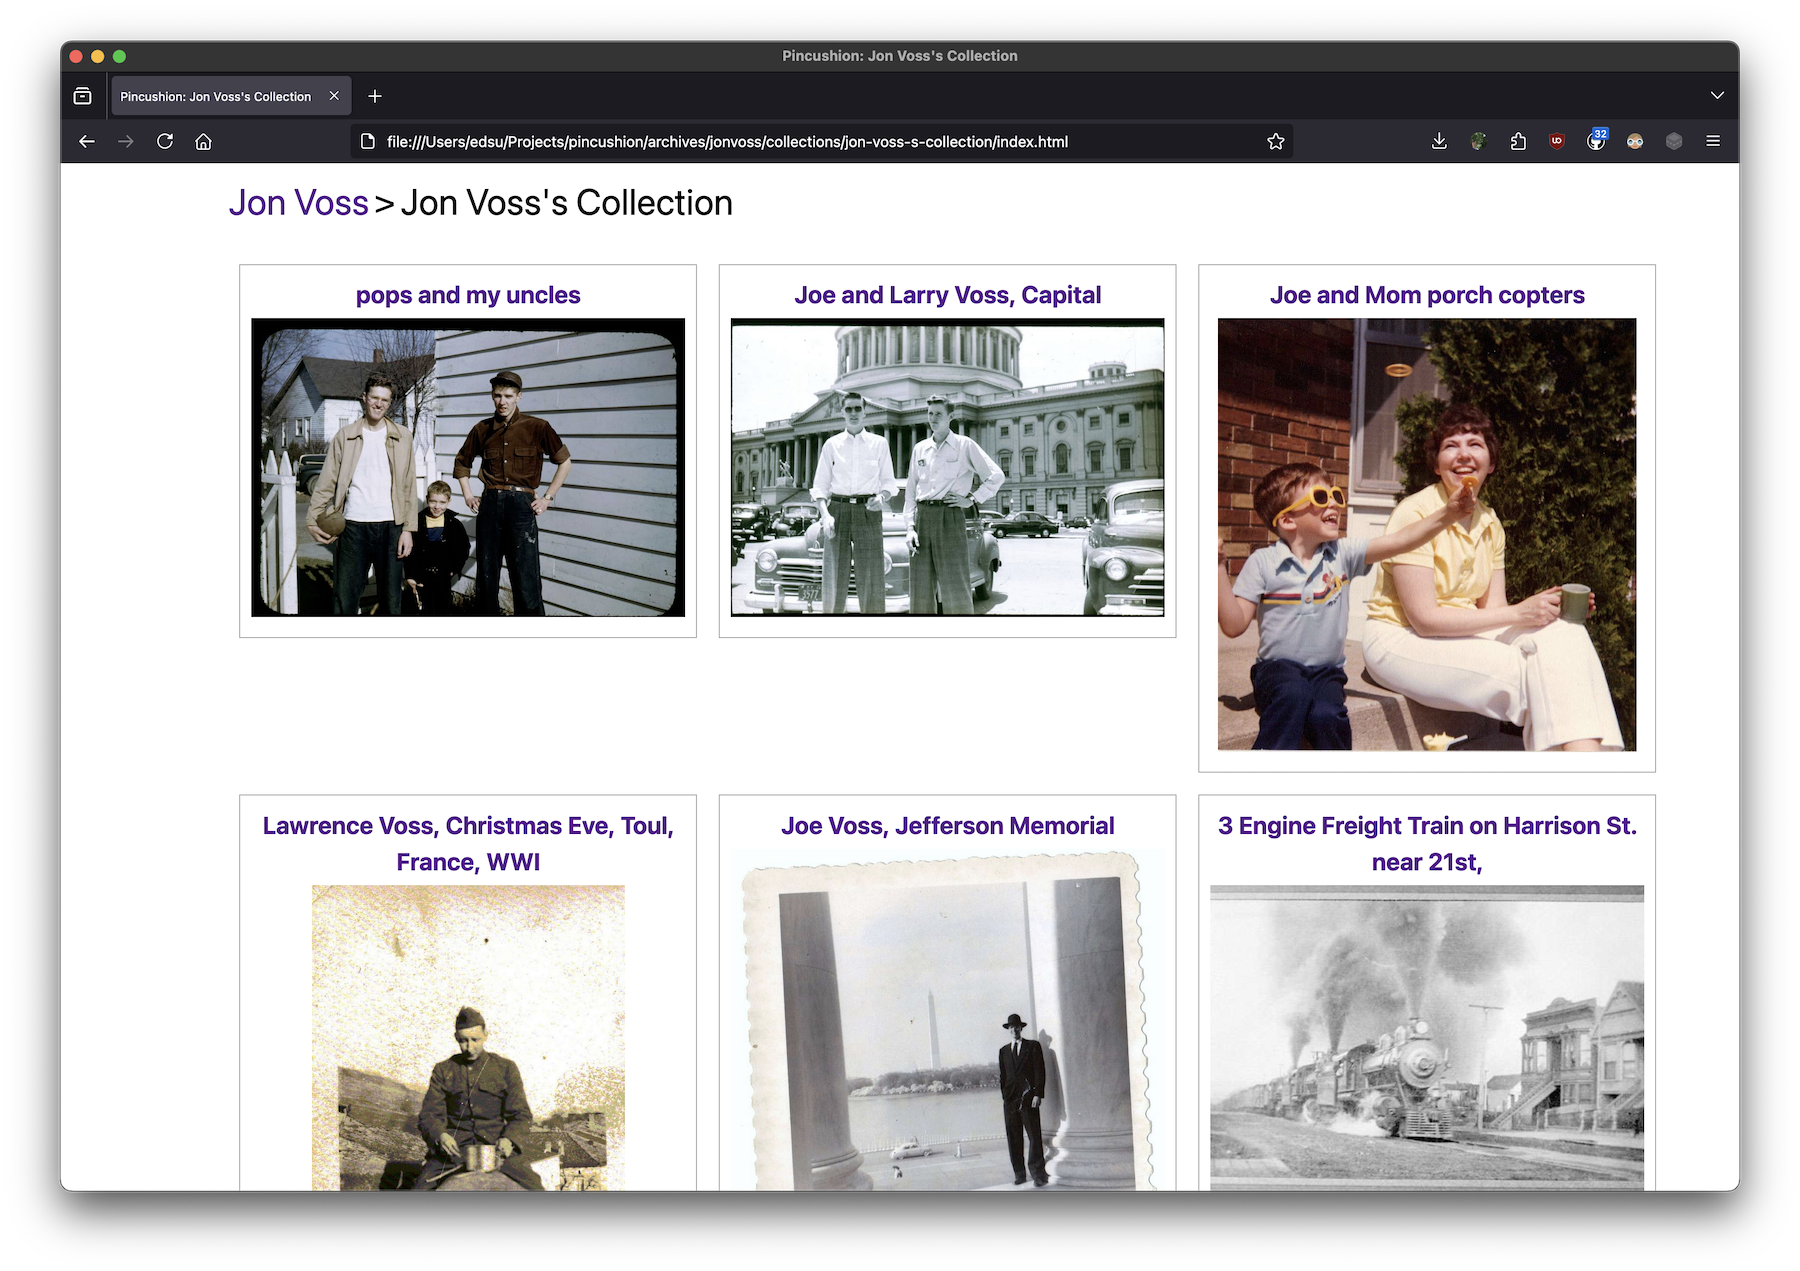 Pincushion: Jon Voss's Collection
Pincushion: Jon Voss's Collection
file:///Users/edsu/Projects/pincushion/archives/jonvoss/collections/jon-voss-s-collection/index.html
32
Jon Voss > Jon Voss's Collection
pops and my uncles
Joe and Larry Voss, Capital
Joe and Mom porch copters
3577
Lawrence Voss, Christmas Eve, Toul,
France, WWI
Joe Voss, Jefferson Memorial
3 Engine Freight Train on Harrison St.
near 21st,